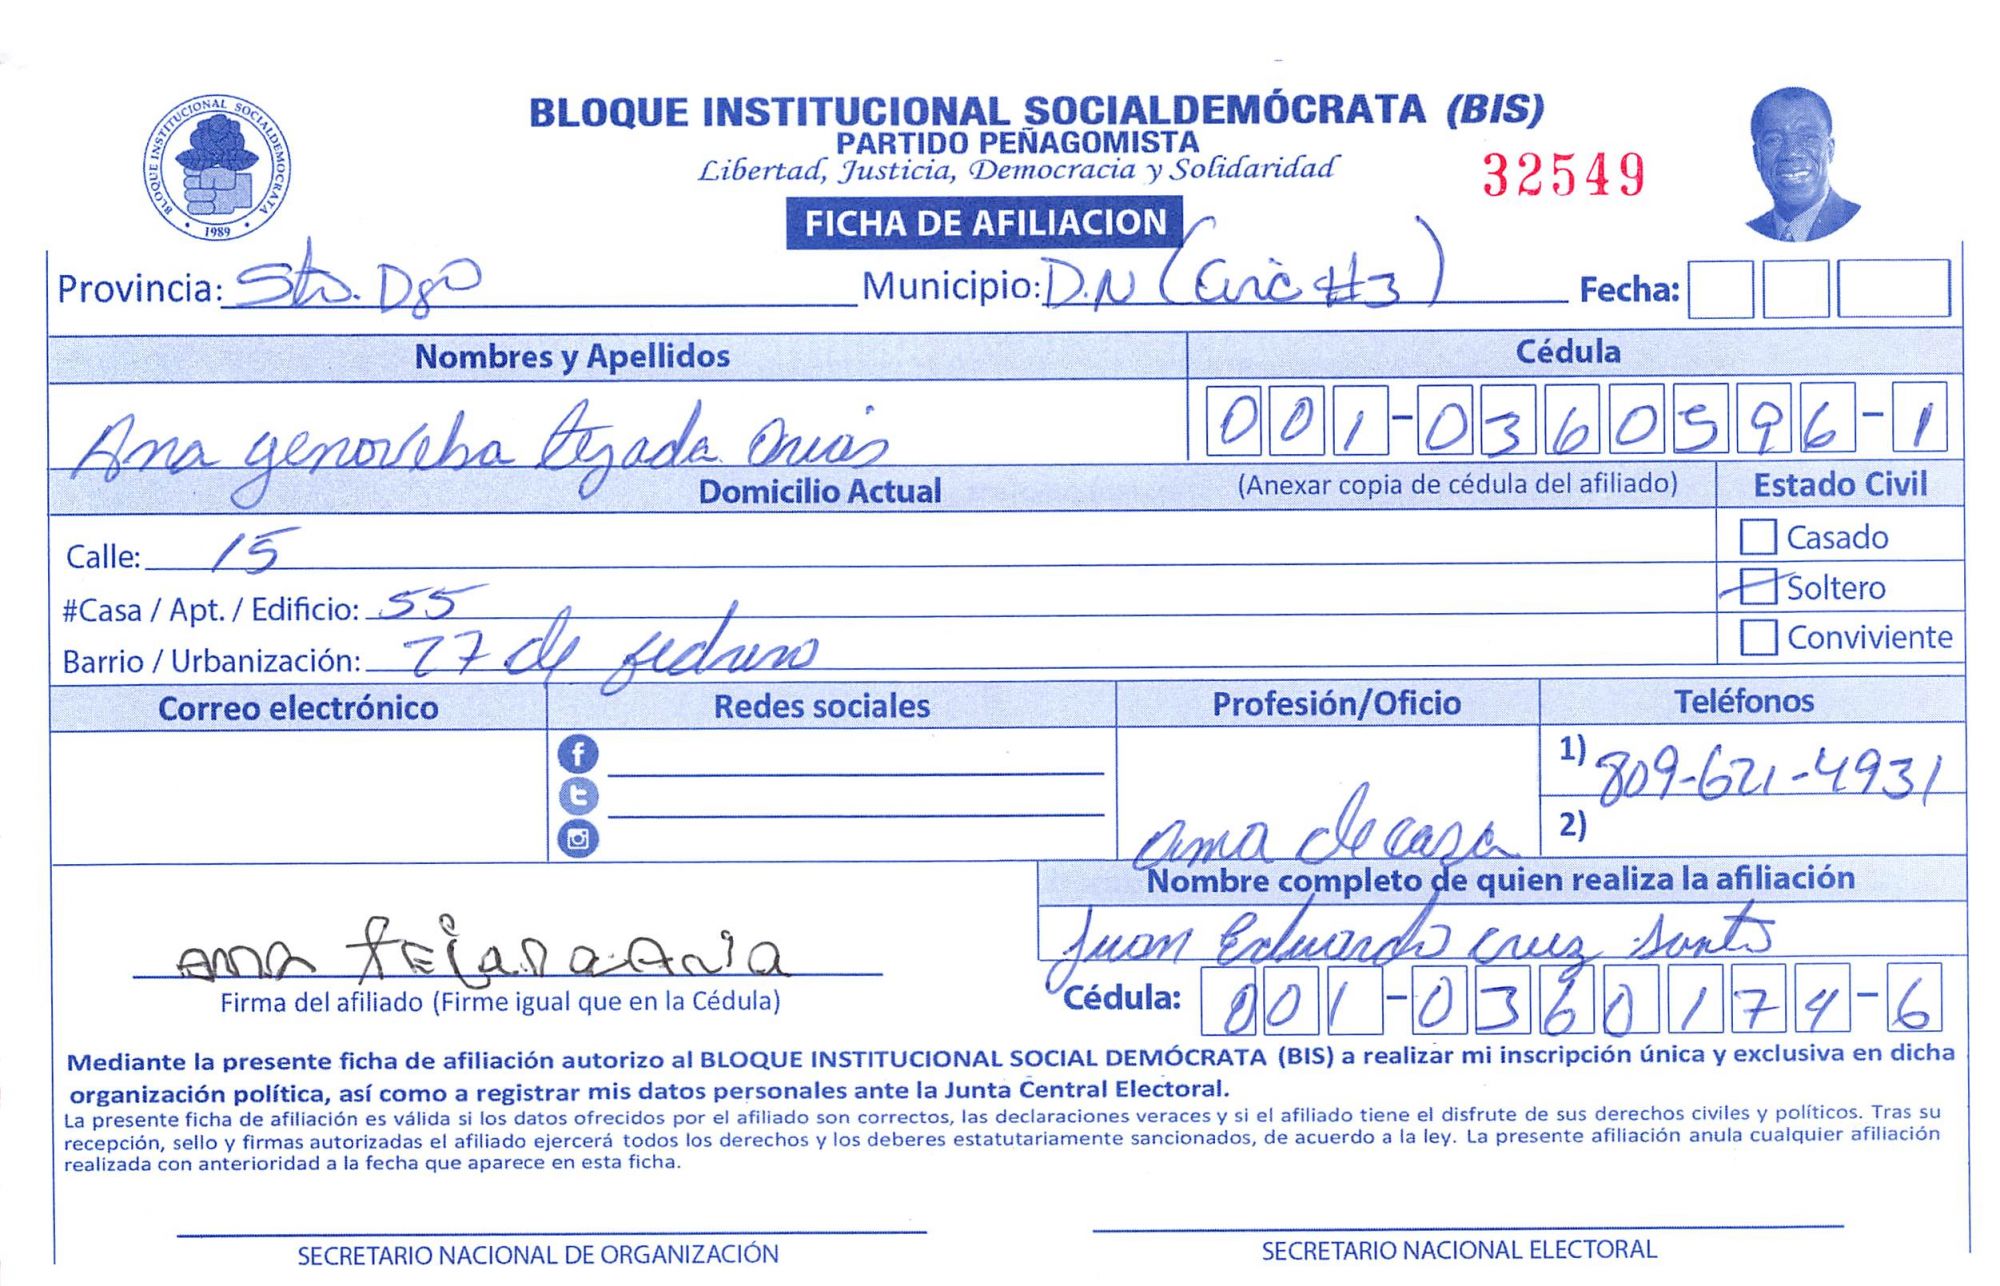 BLOQUE INSTITUCIONAL SOCIALDEMÓCRATA (BIS)
PARTIDO PEÑAGOMISTA
Libertad, Justicia, Democracia y Solidaridad
32549
BLOQUE INSTITUCIONAL SOCIALDEMOCRATA
1989
FICHA DE AFILIACION
Provincia: Sto. Dgo Municipio: D.N (Circ #3) Fecha:
Nombres y Apellidos Cédula
Ana genoveba tejada Arias 001-0360596-1
Domicilio Actual (Anexar copia de cédula del afiliado) Estado Civil
Calle: 15 Casado
#Casa / Apt. / Edificio: 55 Soltero
Barrio / Urbanización: 27 de febrero Conviviente
Correo electrónico Redes sociales Profesión/Oficio Teléfonos
1) 809-621-4931
ama de casa 2)
Nombre completo de quien realiza la afiliación
Juan Eduardo Cruz Santo
Ana Tejada Aria
Firma del afiliado (Firme igual que en la Cédula) Cédula: 001-0360174-6
Mediante la presente ficha de afiliación autorizo al BLOQUE INSTITUCIONAL SOCIAL DEMÓCRATA (BIS) a realizar mi inscripción única y exclusiva en dicha
organización política, así como a registrar mis datos personales ante la Junta Central Electoral.
La presente ficha de afiliación es válida si los datos ofrecidos por el afiliado son correctos, las declaraciones veraces y si el afiliado tiene el disfrute de sus derechos civiles y políticos. Tras su
recepción, sello y firmas autorizadas el afiliado ejercerá todos los derechos y los deberes estatutariamente sancionados, de acuerdo a la ley. La presente afiliación anula cualquier afiliación
realizada con anterioridad a la fecha que aparece en esta ficha.
SECRETARIO NACIONAL DE ORGANIZACIÓN SECRETARIO NACIONAL ELECTORAL